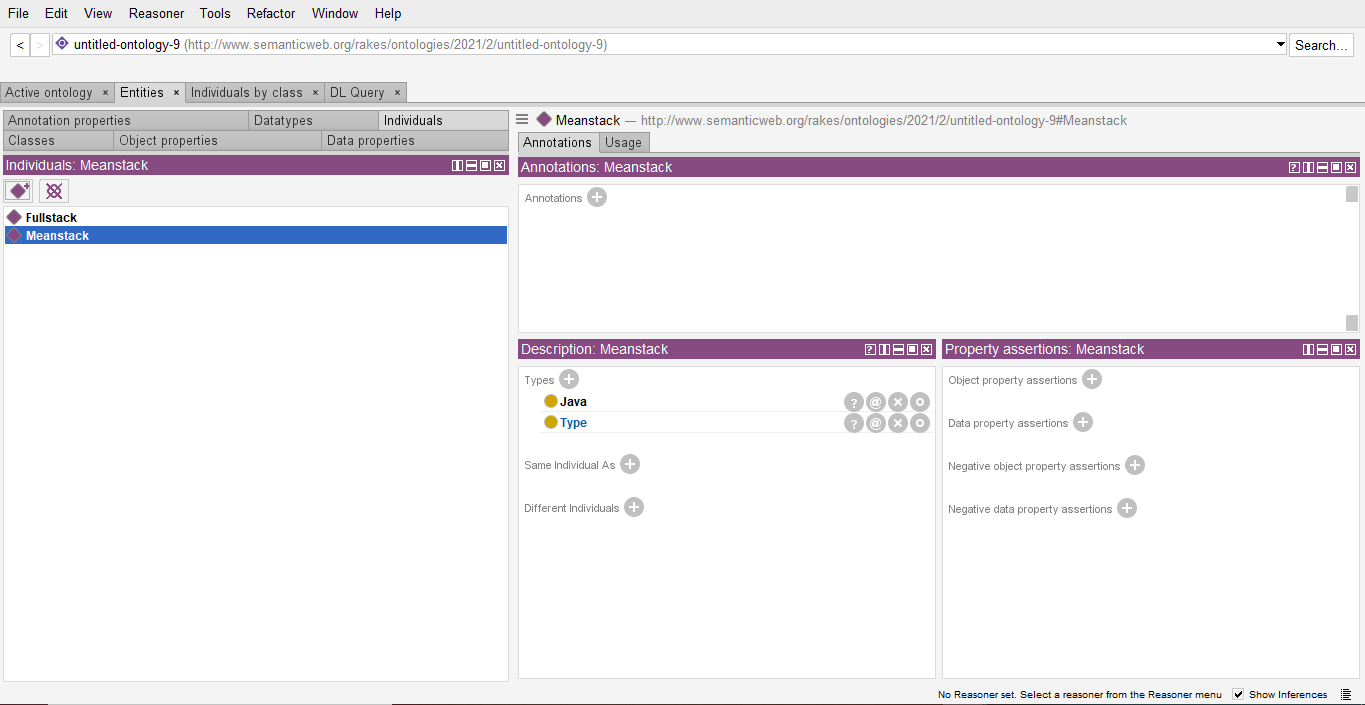 File Edit View Reasoner Tools Refactor Window Help
< > untitled-ontology-9 (http://www.semanticweb.org/rakes/ontologies/2021/2/untitled-ontology-9) Search...
Active ontology × Entities × Individuals by class × DL Query ×
Annotation properties Datatypes Individuals
Classes Object properties Data properties
Individuals: Meanstack
Fullstack
Meanstack
Meanstack — http://www.semanticweb.org/rakes/ontologies/2021/2/untitled-ontology-9#Meanstack
Annotations Usage
Annotations: Meanstack
Annotations
Description: Meanstack
Types
Java
Type
Same Individual As
Different Individuals
Property assertions: Meanstack
Object property assertions
Data property assertions
Negative object property assertions
Negative data property assertions
No Reasoner set. Select a reasoner from the Reasoner menu Show Inferences